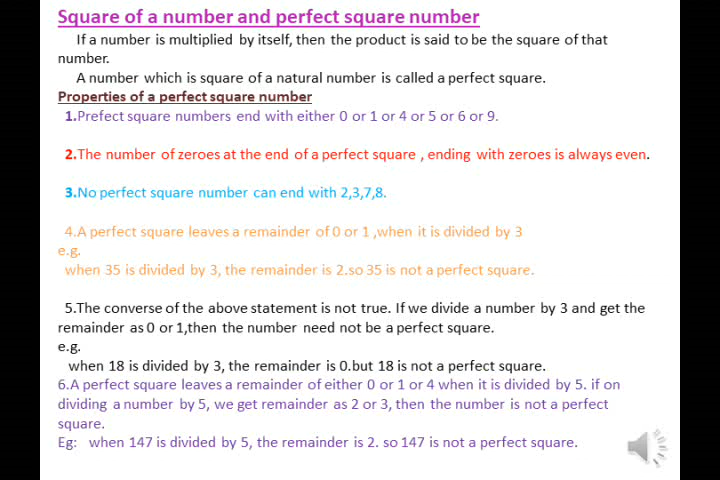 Square of a number and perfect square number
If a number is multiplied by itself, then the product is said to be the square of that
number.
A number which is square of a natural number is called a perfect square.
Properties of a perfect square number
1.Prefect square numbers end with either 0 or 1 or 4 or 5 or 6 or 9.
2.The number of zeroes at the end of a perfect square , ending with zeroes is always even.
3.No perfect square number can end with 2,3,7,8.
4.A perfect square leaves a remainder of 0 or 1 ,when it is divided by 3
e.g.
when 35 is divided by 3, the remainder is 2.so 35 is not a perfect square.
5.The converse of the above statement is not true. If we divide a number by 3 and get the
remainder as 0 or 1,then the number need not be a perfect square.
e.g.
when 18 is divided by 3, the remainder is 0.but 18 is not a perfect square.
6.A perfect square leaves a remainder of either 0 or 1 or 4 when it is divided by 5. if on
dividing a number by 5, we get remainder as 2 or 3, then the number is not a perfect
square.
Eg: when 147 is divided by 5, the remainder is 2. so 147 is not a perfect square.